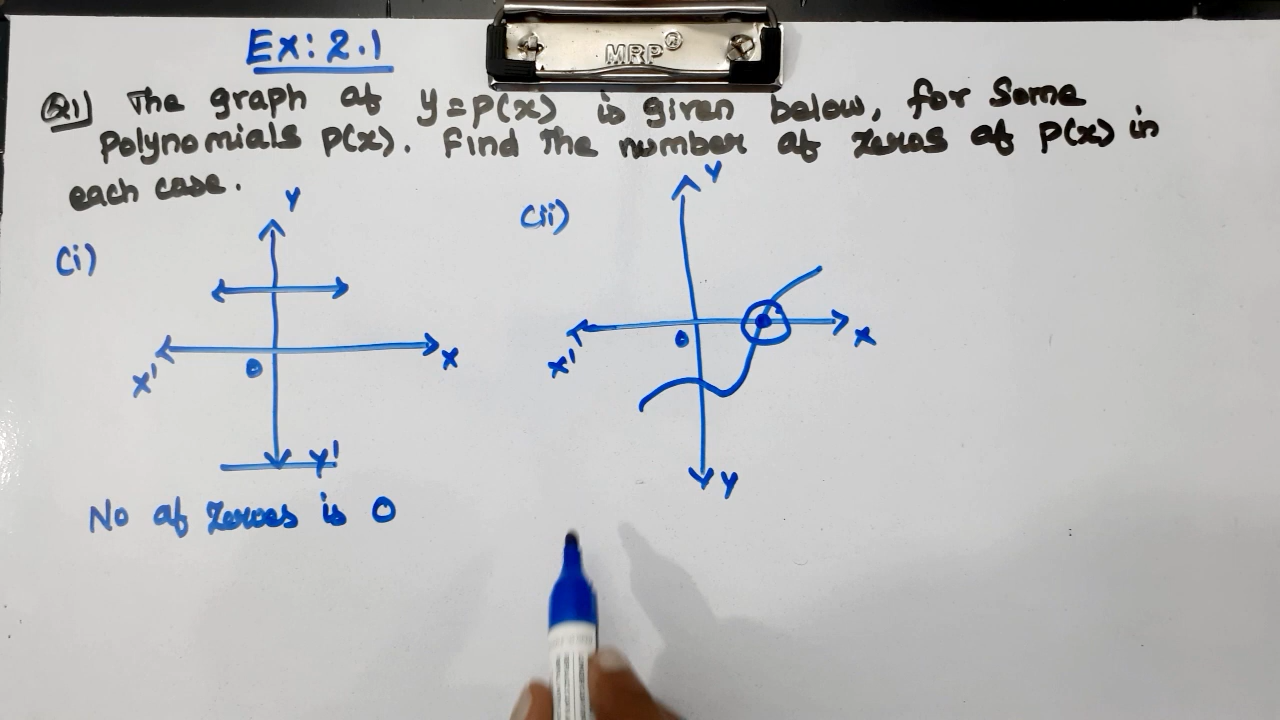 Ex: 2.1
MRP®
Q1) The graph of y=p(x) is given below, for some
Polynomials p(x). Find the number of zeros of p(x) in
each case.
(i)
Y
X'
O
X
Y'
No of zeroes is 0
(ii)
Y
X'
O
X
Y